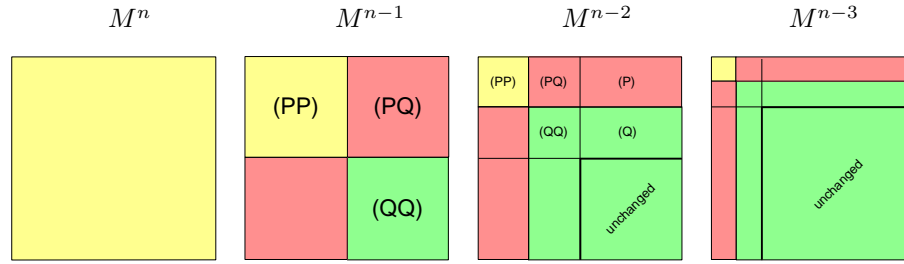 M^n M^{n-1} M^{n-2} M^{n-3}
(PP) (PQ) (PP) (PQ) (P)
(QQ) (QQ) (Q)
unchanged unchanged